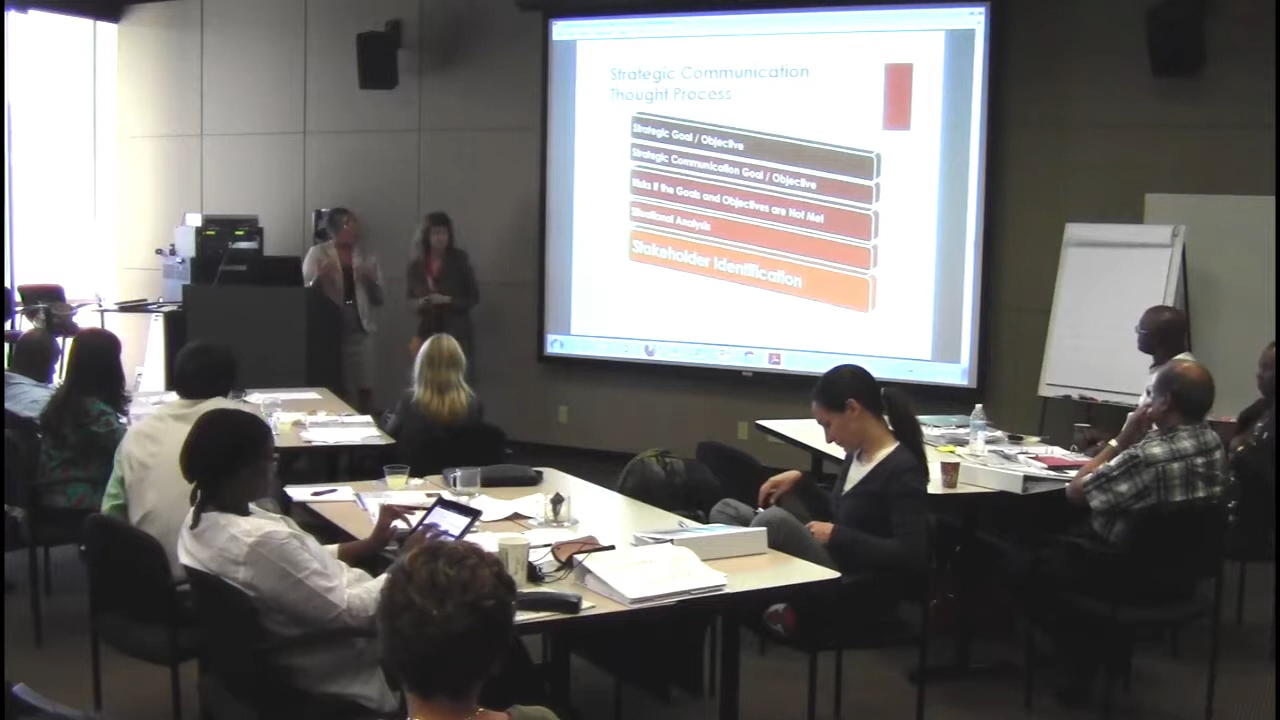 Strategic Communication
Thought Process
Strategic Goal / Objective
Strategic Communication Goal / Objective
Risks if the Goals and Objectives are Not Met!
Situational Analysis
Stakeholder Identification